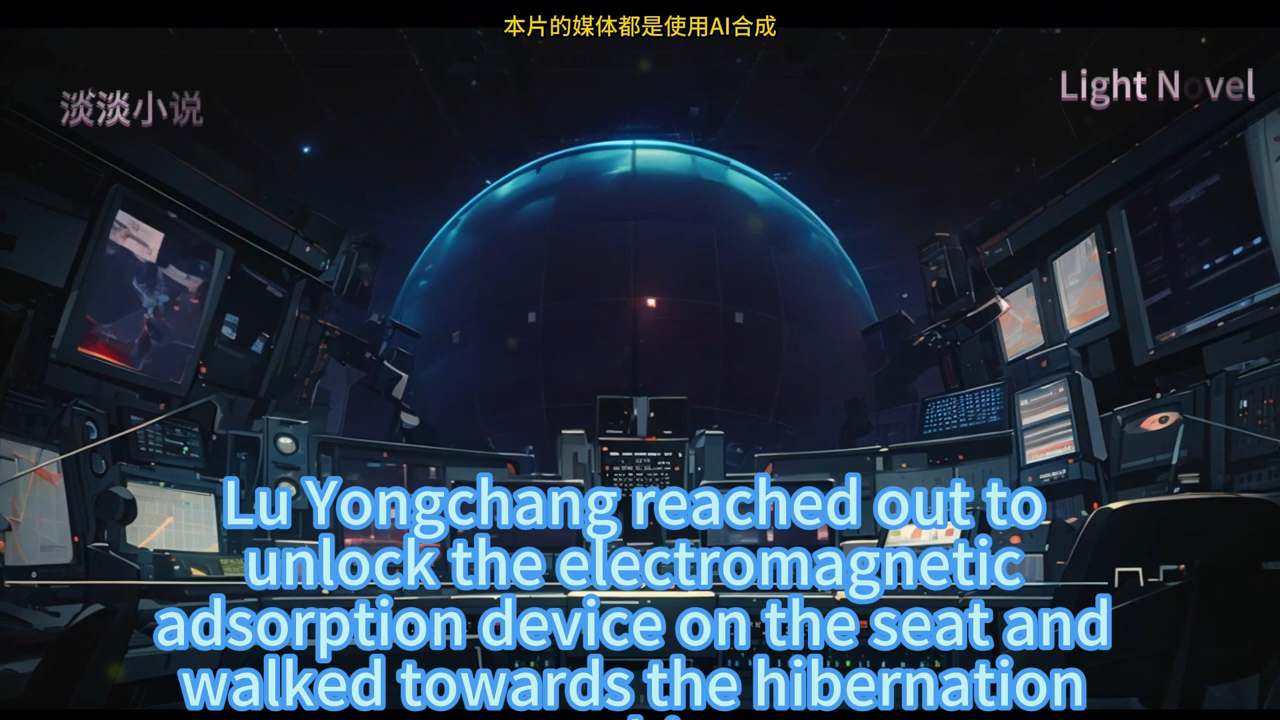 本片的媒体都是使用AI合成
淡淡小说
Light Novel
Lu Yongchang reached out to
unlock the electromagnetic
adsorption device on the seat and
walked towards the hibernation